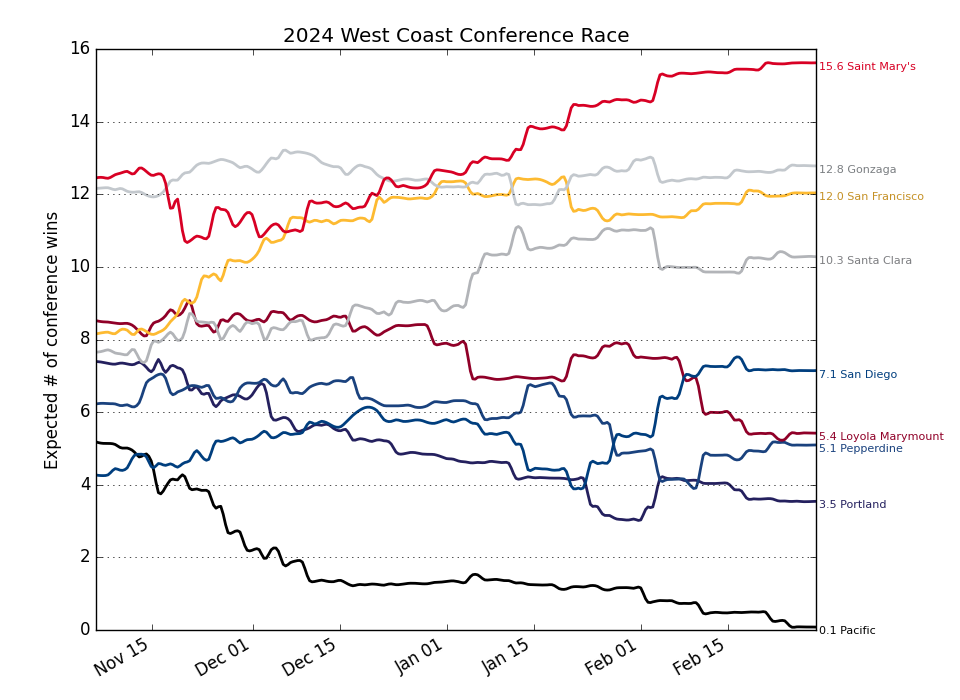 2024 West Coast Conference Race
Expected # of conference wins
16
14
12
10
8
6
4
2
0
15.6 Saint Mary's
12.8 Gonzaga
12.0 San Francisco
10.3 Santa Clara
7.1 San Diego
5.4 Loyola Marymount
5.1 Pepperdine
3.5 Portland
0.1 Pacific
Nov 15
Dec 01
Dec 15
Jan 01
Jan 15
Feb 01
Feb 15